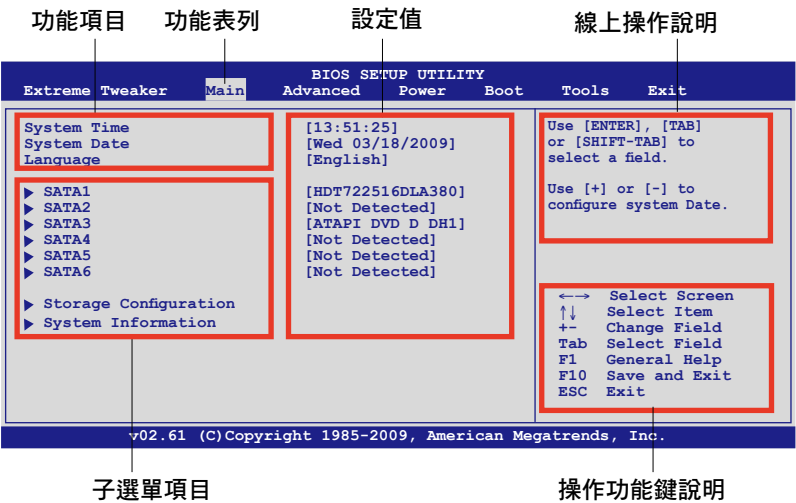 功能項目 功能表列 設定值 線上操作說明
BIOS SETUP UTILITY
Extreme Tweaker Main Advanced Power Boot Tools Exit
System Time [13:51:25]
System Date [Wed 03/18/2009]
Language [English]
▶ SATA1 [HDT722516DLA380]
▶ SATA2 [Not Detected]
▶ SATA3 [ATAPI DVD D DH1]
▶ SATA4 [Not Detected]
▶ SATA5 [Not Detected]
▶ SATA6 [Not Detected]
▶ Storage Configuration
▶ System Information
Use [ENTER], [TAB]
or [SHIFT-TAB] to
select a field.
Use [+] or [-] to
configure system Date.
←→ Select Screen
↑↓ Select Item
+- Change Field
Tab Select Field
F1 General Help
F10 Save and Exit
ESC Exit
v02.61 (C)Copyright 1985-2009, American Megatrends, Inc.
子選單項目 操作功能鍵說明